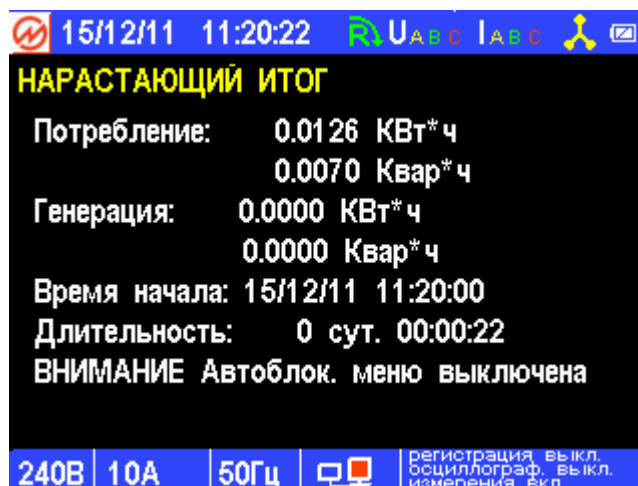 15/12/11 11:20:22 R UABC IABC
НАРАСТАЮЩИЙ ИТОГ
Потребление: 0.0126 КВт*ч
0.0070 Квар*ч
Генерация: 0.0000 КВт*ч
0.0000 Квар*ч
Время начала: 15/12/11 11:20:00
Длительность: 0 сут. 00:00:22
ВНИМАНИЕ Автоблок. меню выключена
регистрация выкл.
240В 10А 50Гц осциллограф. выкл.
измерения вкл